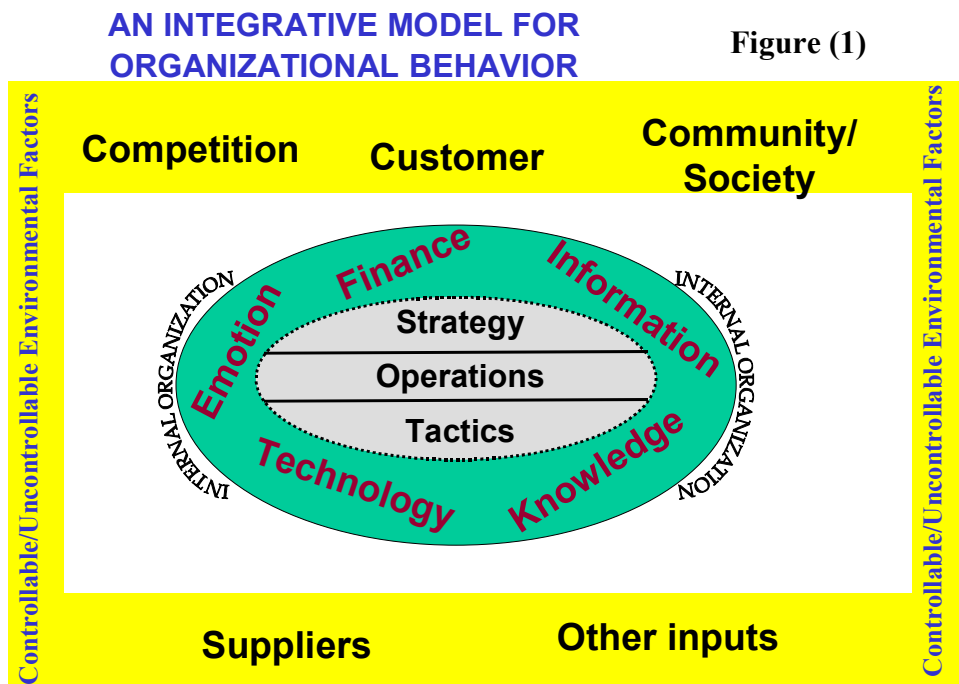 AN INTEGRATIVE MODEL FOR
ORGANIZATIONAL BEHAVIOR
Figure (1)
Controllable/Uncontrollable Environmental Factors
Competition
Customer
Community/
Society
Controllable/Uncontrollable Environmental Factors
INTERNAL ORGANIZATION
Emotion
Finance
Information
INTERNAL ORGANIZATION
Strategy
Operations
Tactics
Technology
Knowledge
Suppliers
Other inputs